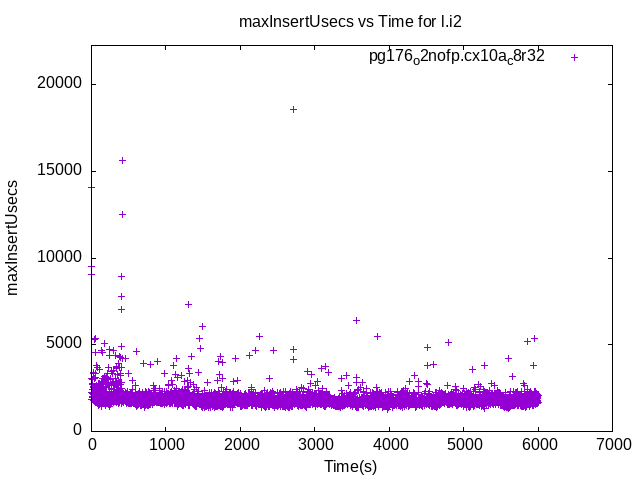 maxInsertUsecs vs Time for l.i2
pg176o2nofp.cx10ac8r32
20000
15000
10000
5000
0
maxInsertUsecs
0 1000 2000 3000 4000 5000 6000 7000
Time(s)